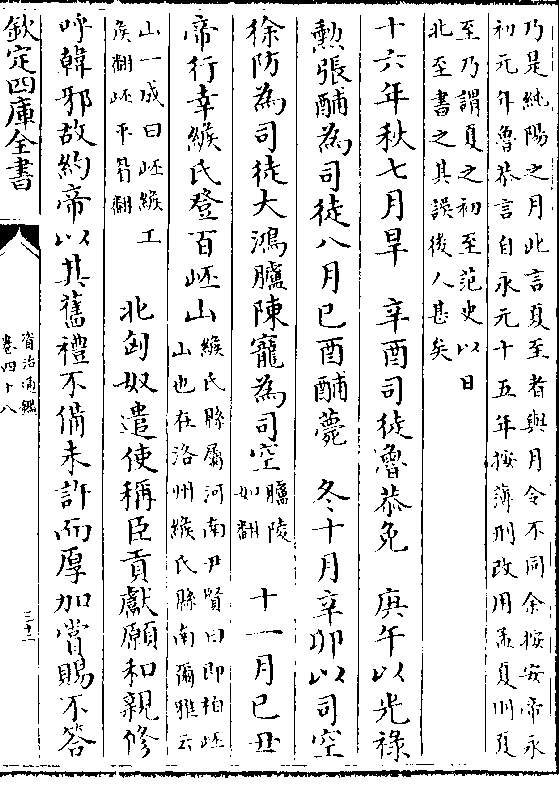 乃是純陽之月此言夏至者與月令不同余按安帝永
初元年魯恭言自永元十五年按薄刑改用孟夏則夏
至乃謂夏之初至范史以日
北至書之其誤後人甚矣
十六年秋七月旱 辛酉司徒魯恭免 庚午以光祿
勲張酺為司徒八月己酉酺薨 冬十月辛卯以司空
徐防為司徒大鴻臚陳寵為司空臚陵
如翻 十一月己丑
帝行幸緱氏登百岯山緱氏縣屬河南尹賢曰即柏岯
山也在洛州緱氏縣南爾雅云
山一成曰岯緱工
侯翻岯平鄙翻 北匈奴遣使稱臣貢獻願和親修
呼韓邪故約帝以其舊禮不備未許而厚加賞賜不答
欽定四庫全書
資治通鑑
卷四十八
三十二